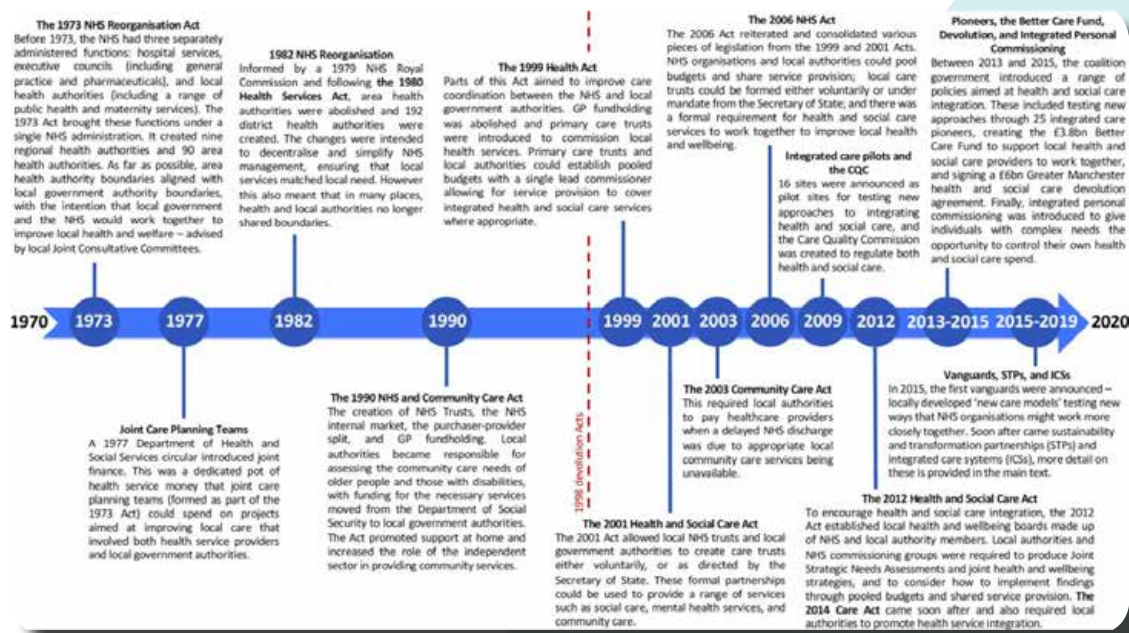 The 1973 NHS Reorganisation Act
Before 1973, the NHS had three separately
administered functions: hospital services,
executive councils (including general
practice and pharmaceuticals), and local
health authorities (including a range of
public health and maternity services). The
1973 Act brought these functions under a
single NHS administration. It created nine
regional health authorities and 90 area
health authorities. As far as possible, area
health authority boundaries aligned with
local government authority boundaries,
with the intention that local government
and the NHS would work together to
improve local health and welfare – advised
by local Joint Consultative Committees.
1982 NHS Reorganisation
Informed by a 1979 NHS Royal
Commission and following the 1980
Health Services Act, area health
authorities were abolished and 192
district health authorities were
created. The changes were intended
to decentralise and simplify NHS
management, ensuring that local
services matched local need. However
this also meant that in many places,
health and local authorities no longer
shared boundaries.
The 1999 Health Act
Parts of this Act aimed to improve care
coordination between the NHS and local
government authorities. GP fundholding
was abolished and primary care trusts
were introduced to commission local
health services. Primary care trusts and
local authorities could establish pooled
budgets with a single lead commissioner
allowing for service provision to cover
integrated health and social care services
where appropriate.
The 2006 NHS Act
The 2006 Act reiterated and consolidated various
pieces of legislation from the 1999 and 2001 Acts.
NHS organisations and local authorities could pool
budgets and share service provision; local care
trusts could be formed either voluntarily or under
mandate from the Secretary of State; and there was
a formal requirement for health and social care
services to work together to improve local health
and wellbeing.
Integrated care pilots and
the CQC
16 sites were announced as
pilot sites for testing new
approaches to integrating
health and social care, and
the Care Quality Commission
was created to regulate both
health and social care.
Pioneers, the Better Care Fund,
Devolution, and Integrated Personal
Commissioning
Between 2013 and 2015, the coalition
government introduced a range of
policies aimed at health and social care
integration. These included testing new
approaches through 25 integrated care
pioneers, creating the £3.8bn Better
Care Fund to support local health and
social care providers to work together,
and signing a £6bn Greater Manchester
health and social care devolution
agreement. Finally, integrated personal
commissioning was introduced to give
individuals with complex needs the
opportunity to control their own health
and social care spend.
1970 1973 1977 1982 1990 1999 2001 2003 2006 2009 2012 2013-2015 2015-2019 2020
Joint Care Planning Teams
A 1977 Department of Health and
Social Services circular introduced joint
finance. This was a dedicated pot of
health service money that joint care
planning teams (formed as part of the
1973 Act) could spend on projects
aimed at improving local care that
involved both health service providers
and local government authorities.
The 1990 NHS and Community Care Act
The creation of NHS Trusts, the NHS
internal market, the purchaser-provider
split, and GP fundholding. Local
authorities became responsible for
assessing the community care needs of
older people and those with disabilities,
with funding for the necessary services
moved from the Department of Social
Security to local government authorities.
The Act promoted support at home and
increased the role of the independent
sector in providing community services.
1998 devolution Acts
The 2001 Health and Social Care Act
The 2001 Act allowed local NHS trusts and local
government authorities to create care trusts
either voluntarily, or as directed by the
Secretary of State. These formal partnerships
could be used to provide a range of services
such as social care, mental health services, and
community care.
The 2003 Community Care Act
This required local authorities
to pay healthcare providers
when a delayed NHS discharge
was due to appropriate local
community care services being
unavailable.
Vanguards, STPs, and ICSs
In 2015, the first vanguards were announced –
locally developed 'new care models' testing new
ways that NHS organisations might work more
closely together. Soon after came sustainability
and transformation partnerships (STPs) and
integrated care systems (ICSs), more detail on
these is provided in the main text.
The 2012 Health and Social Care Act
To encourage health and social care integration, the 2012
Act established local health and wellbeing boards made up
of NHS and local authority members. Local authorities and
NHS commissioning groups were required to produce Joint
Strategic Needs Assessments and joint health and wellbeing
strategies, and to consider how to implement findings
through pooled budgets and shared service provision. The
2014 Care Act came soon after and also required local
authorities to promote health service integration.